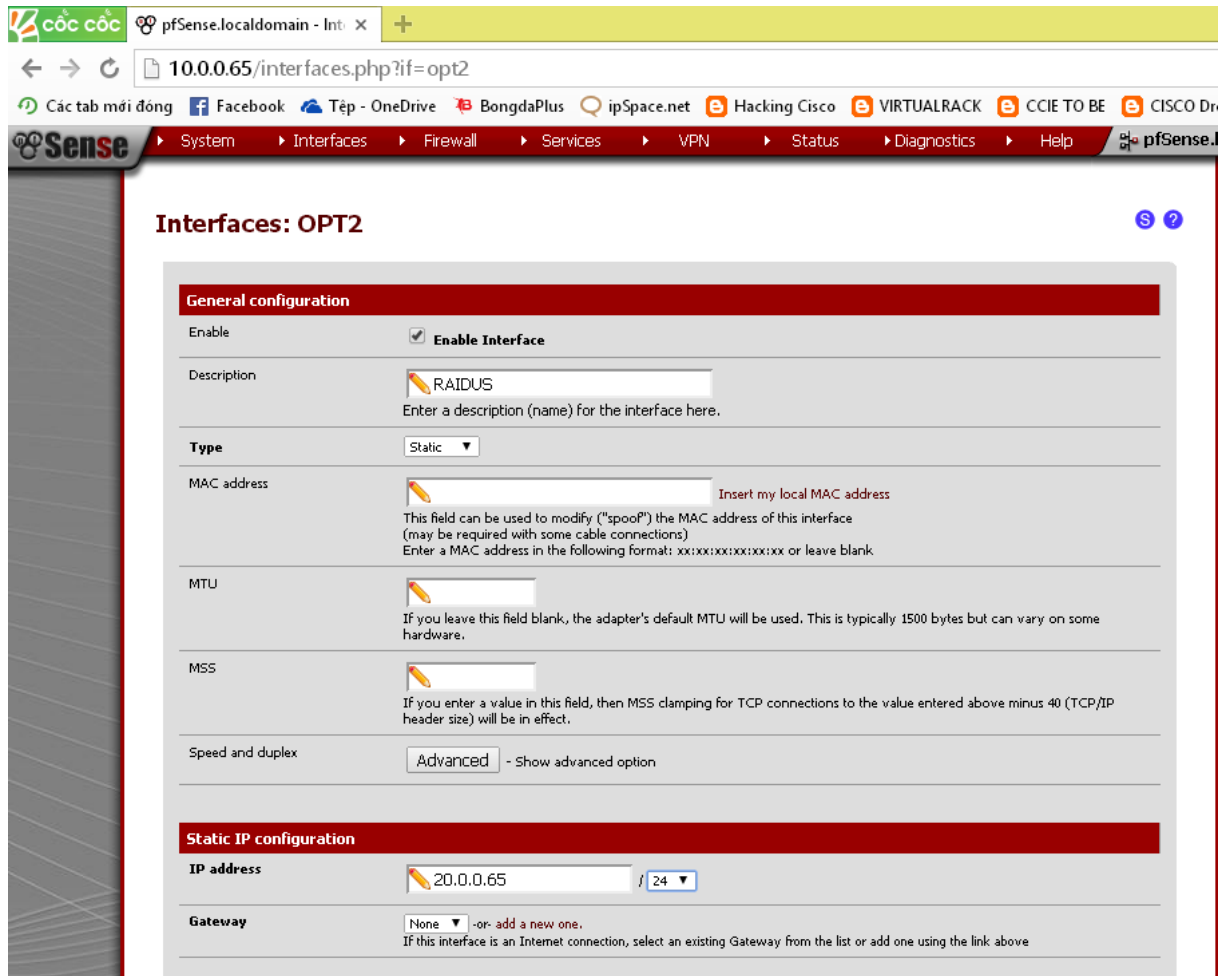 cốc cốc pfSense.localdomain - Int
10.0.0.65/interfaces.php?if=opt2
Các tab mới đóng Facebook Tệp - OneDrive BongdaPlus ipSpace.net Hacking Cisco VIRTUALRACK CCIE TO BE CISCO Dr
Sense System Interfaces Firewall Services VPN Status Diagnostics Help pfSense.l
Interfaces: OPT2
General configuration
Enable Enable Interface
Description RAIDUS
Enter a description (name) for the interface here.
Type Static
MAC address Insert my local MAC address
This field can be used to modify ("spoof") the MAC address of this interface
(may be required with some cable connections)
Enter a MAC address in the following format: xx:xx:xx:xx:xx:xx or leave blank
MTU
If you leave this field blank, the adapter's default MTU will be used. This is typically 1500 bytes but can vary on some
hardware.
MSS
If you enter a value in this field, then MSS clamping for TCP connections to the value entered above minus 40 (TCP/IP
header size) will be in effect.
Speed and duplex Advanced - Show advanced option
Static IP configuration
IP address 20.0.0.65 / 24
Gateway None -or- add a new one.
If this interface is an Internet connection, select an existing Gateway from the list or add one using the link above